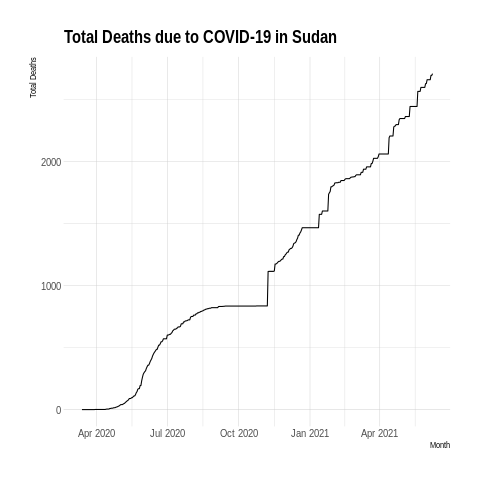 Total Deaths due to COVID-19 in Sudan
Total Deaths
2000
1000
0
Apr 2020 Jul 2020 Oct 2020 Jan 2021 Apr 2021
Month